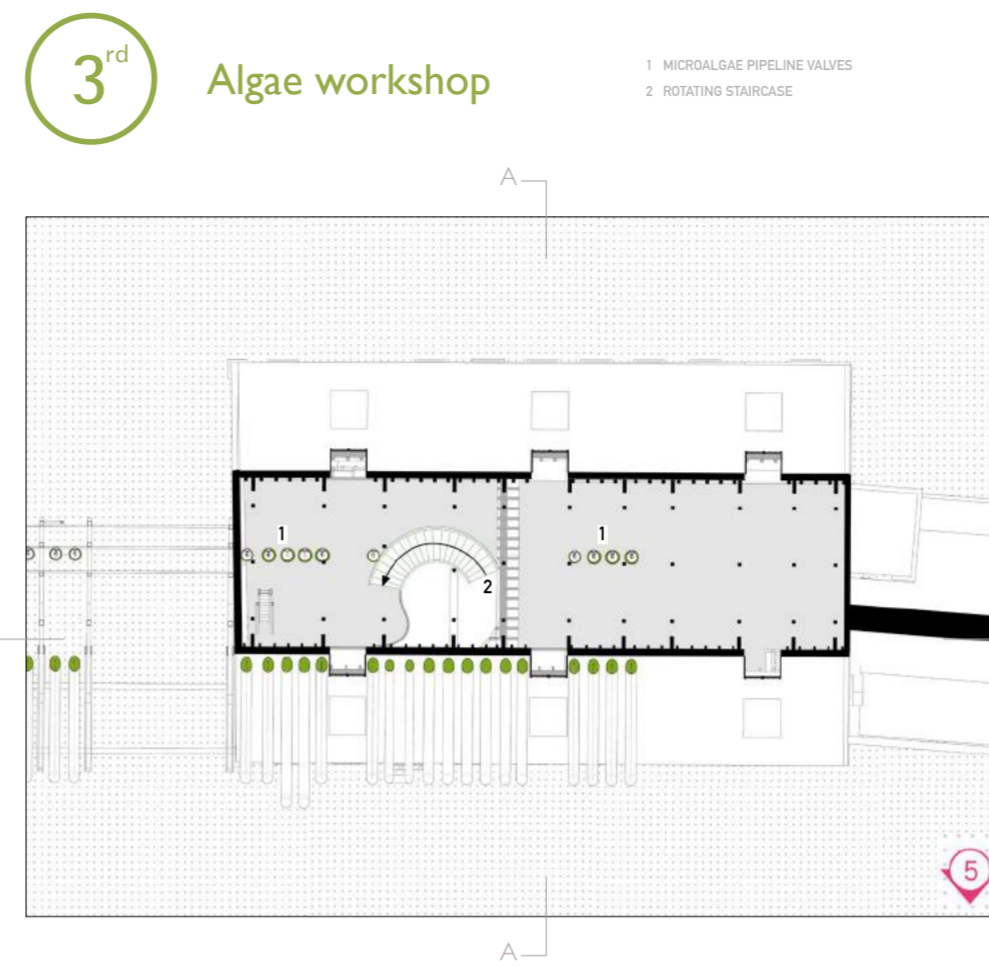 3rd
Algae workshop
1 MICROALGAE PIPELINE VALVES
2 ROTATING STAIRCASE
A
1
1
2
5
A